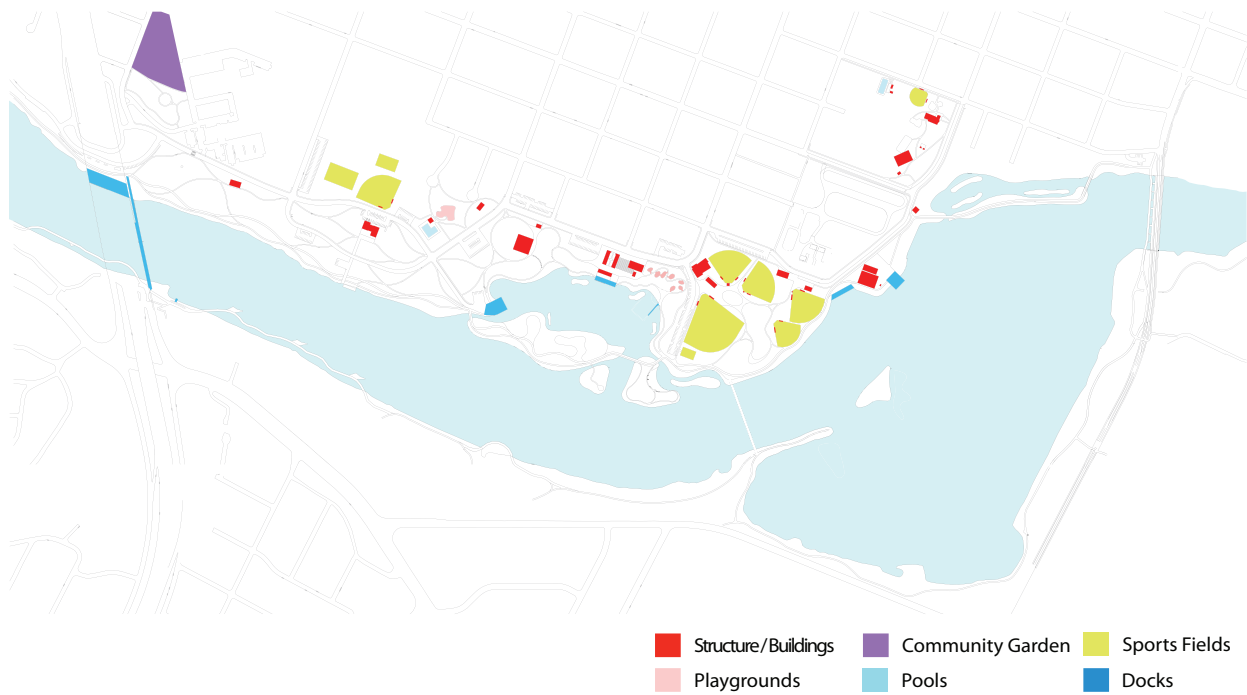 Structure/Buildings
Community Garden
Sports Fields
Playgrounds
Pools
Docks